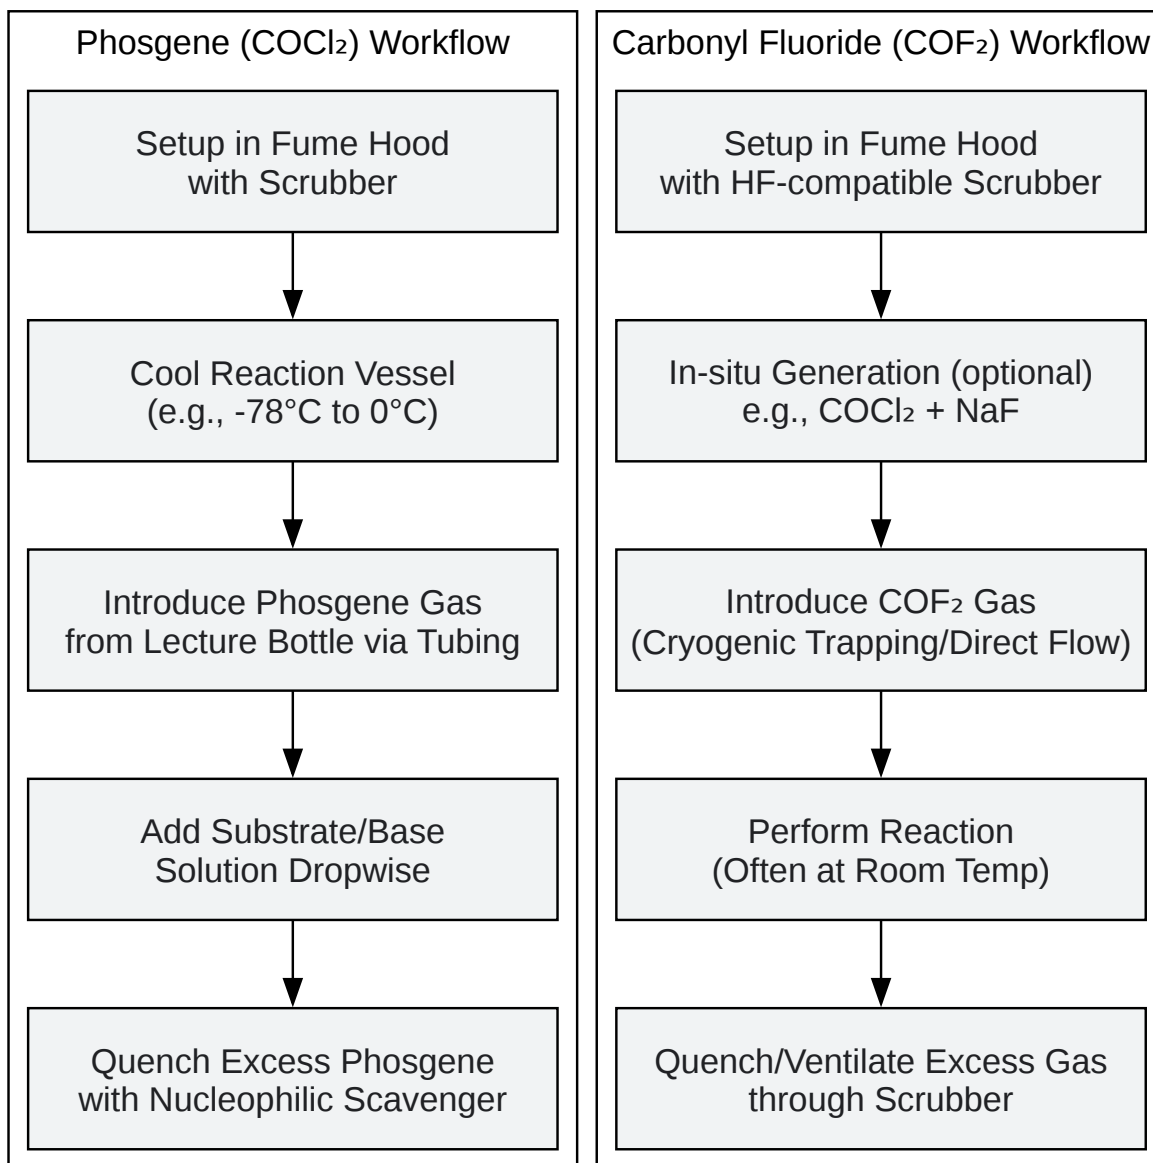 Phosgene (COCl₂) Workflow
Setup in Fume Hood
with Scrubber
Cool Reaction Vessel
(e.g., -78°C to 0°C)
Introduce Phosgene Gas
from Lecture Bottle via Tubing
Add Substrate/Base
Solution Dropwise
Quench Excess Phosgene
with Nucleophilic Scavenger
Carbonyl Fluoride (COF₂) Workflow
Setup in Fume Hood
with HF-compatible Scrubber
In-situ Generation (optional)
e.g., COCl₂ + NaF
Introduce COF₂ Gas
(Cryogenic Trapping/Direct Flow)
Perform Reaction
(Often at Room Temp)
Quench/Ventilate Excess Gas
through Scrubber